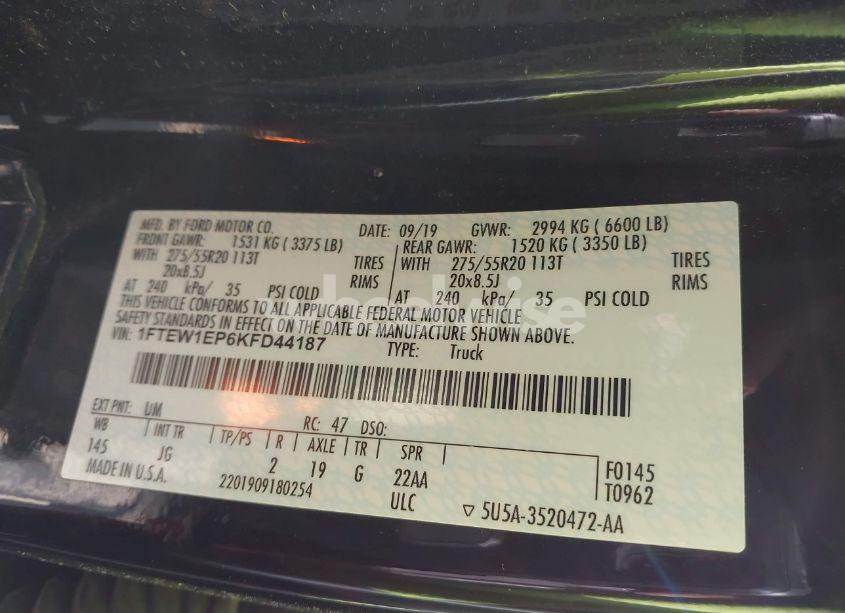 MFD. BY FORD MOTOR CO. DATE: 09/19 GVWR: 2994 KG ( 6600 LB)
FRONT GAWR: 1531 KG ( 3375 LB) REAR GAWR: 1520 KG ( 3350 LB)
WITH 275/55R20 113T TIRES WITH 275/55R20 113T TIRES
20x8.5J RIMS 20x8.5J RIMS
AT 240 kPa/ 35 PSI COLD AT 240 kPa/ 35 PSI COLD
THIS VEHICLE CONFORMS TO ALL APPLICABLE FEDERAL MOTOR VEHICLE
SAFETY STANDARDS IN EFFECT ON THE DATE OF MANUFACTURE SHOWN ABOVE.
VIN: 1FTEW1EP6KFD44187 TYPE: Truck
EXT PNT: UM RC: 47 DSO:
WB INT TR TP/PS R AXLE TR SPR
145 JG 2 19 G 22AA F0145
MADE IN U.S.A. 2201909180254 ULC T0962
▽ 5U5A-3520472-AA
wheelwise